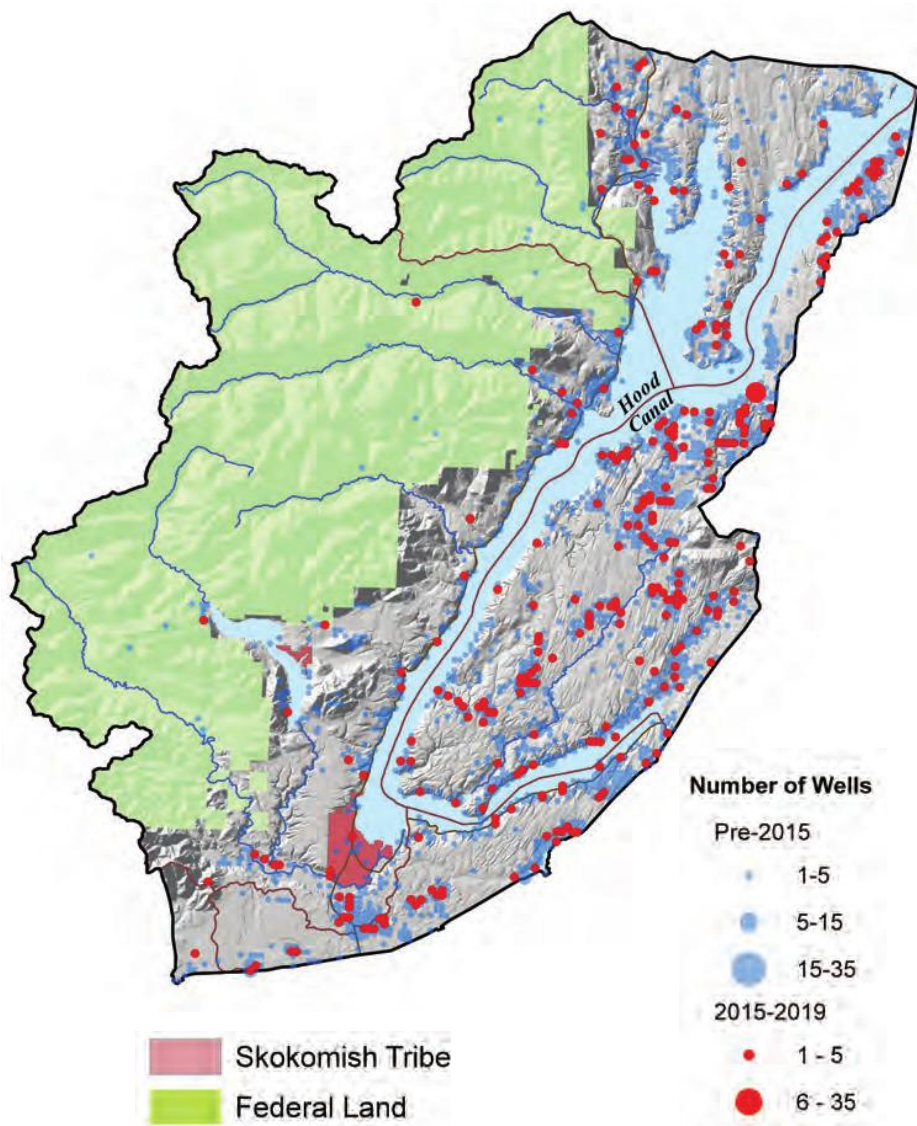 Hood
Canal
Number of Wells
Pre-2015
1-5
5-15
15-35
2015-2019
1 - 5
6 - 35
Skokomish Tribe
Federal Land